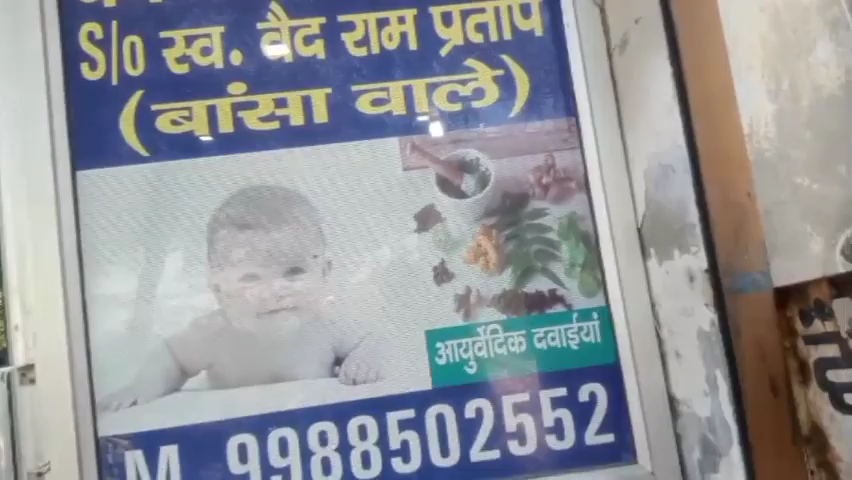 S/o स्व. वैद राम प्रताप
(बांसा वाले)
आयुर्वेदिक दवाईयां
M 9988502552